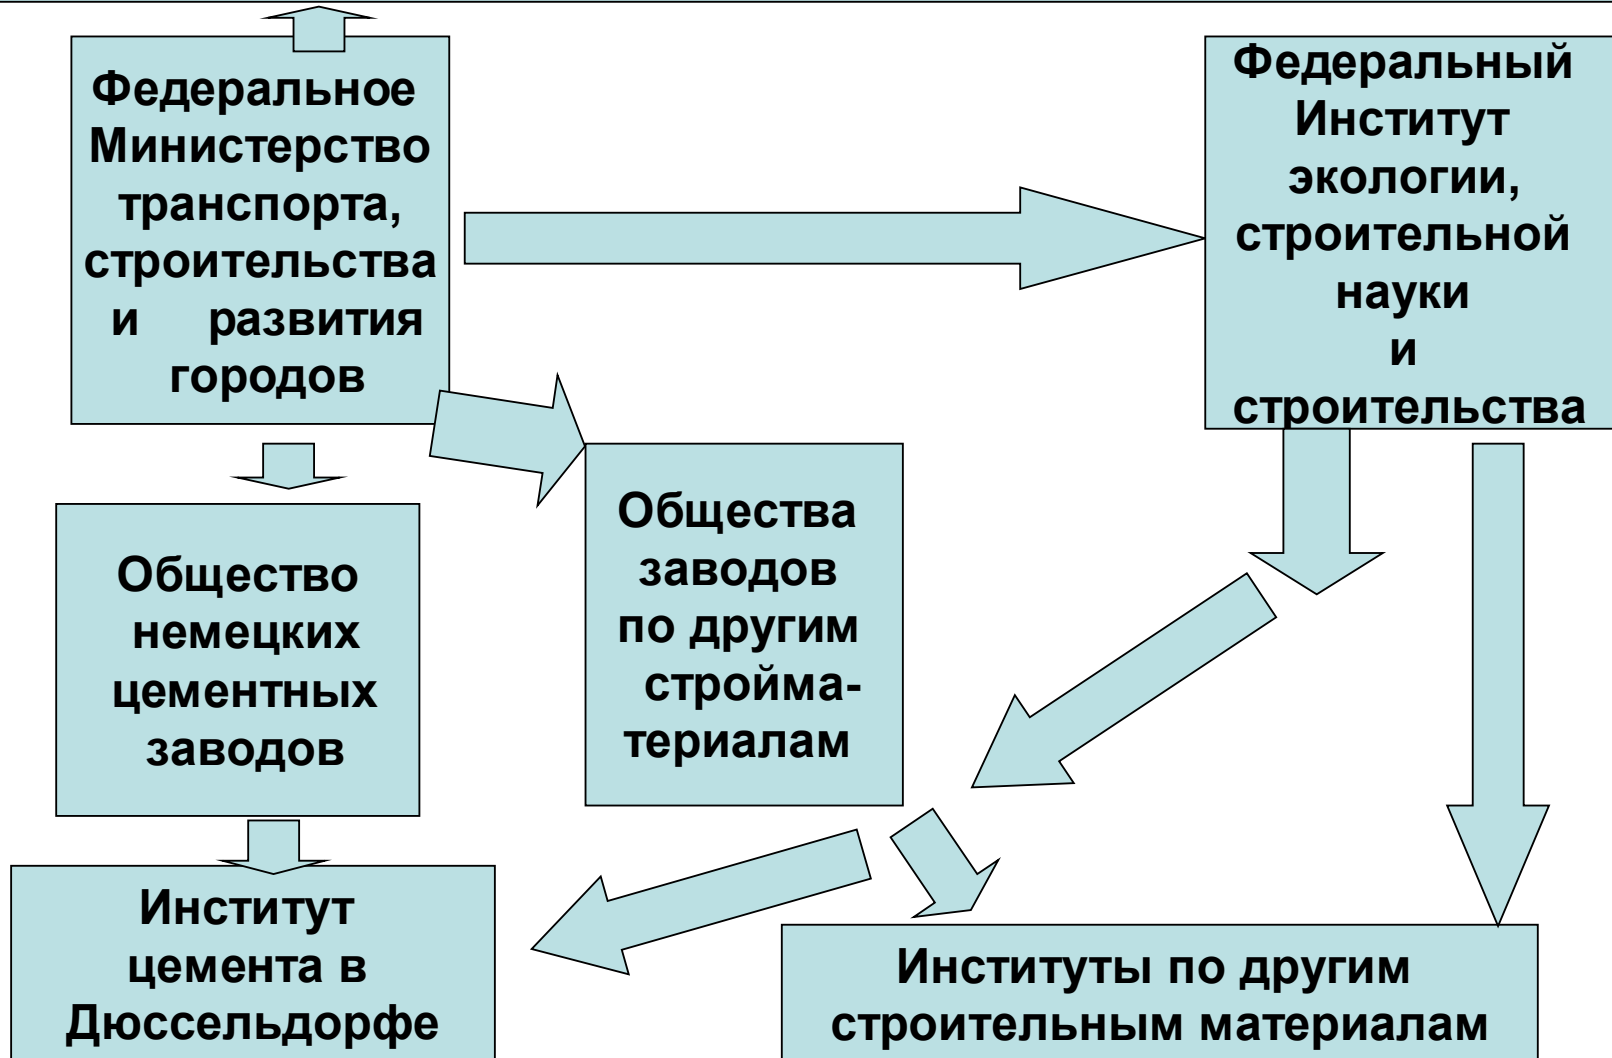 Федеральное
Министерство
транспорта,
строительства
и развития
городов
Федеральный
Институт
экологии,
строительной
науки
и
строительства
Общество
немецких
цементных
заводов
Общества
заводов
по другим
стройма-
териалам
Институт
цемента в
Дюссельдорфе
Институты по другим
строительным материалам